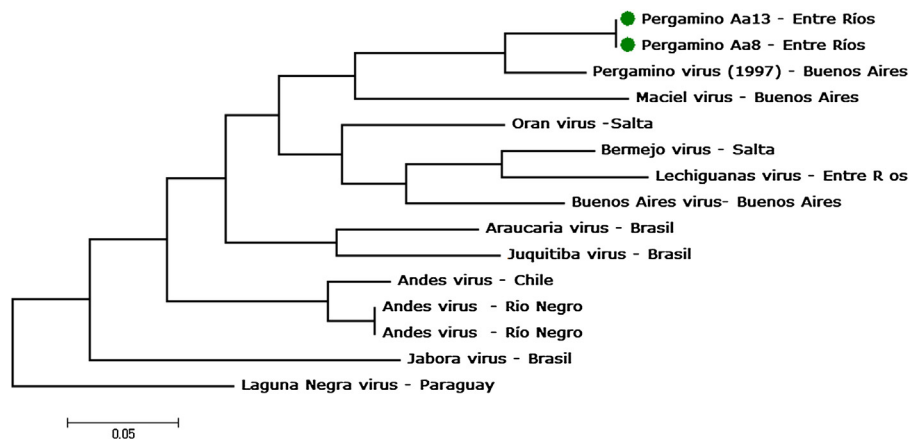 Pergamino Aa13 - Entre Ríos
Pergamino Aa8 - Entre Ríos
Pergamino virus (1997) - Buenos Aires
Maciel virus - Buenos Aires
Oran virus -Salta
Bermejo virus - Salta
Lechiguanas virus - Entre R os
Buenos Aires virus- Buenos Aires
Araucaria virus - Brasil
Juquitiba virus - Brasil
Andes virus - Chile
Andes virus - Rio Negro
Andes virus - Río Negro
Jabora virus - Brasil
Laguna Negra virus - Paraguay
0.05